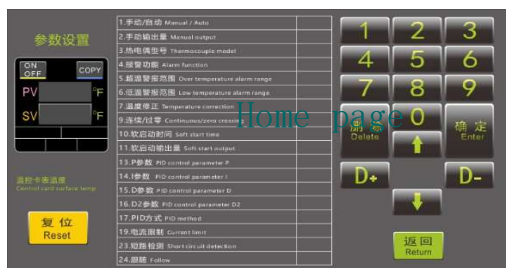 参数设置
ON
OFF
COPY
PV
°F
SV
°F
温控卡表温度
Control card surface temp
复位
Reset
1.手动/自动 Manual / Auto
2.手动输出量 Manual output
3.热电偶型号 Thermocouple model
4.报警功能 Alarm function
5.超温警报范围 Over temperature alarm range
6.低温警报范围 Low temperature alarm range
7.温度修正 Temperature correction
9.连续/过零 Continuous/zero crossing
10.软启动时间 Soft start time
11.软启动输出量 Soft start output
13.P参数 PID control parameter P
14.I参数 PID control parameter I
15.D参数 PID control parameter D
16.D2参数 PID control parameter D2
17.PID方式 PID method
19.电流限制 Current limit
23.短路检测 Short circuit detection
24.跟随 Follow
Home page
1 2 3
4 5 6
7 8 9
删除 0 确定
Delete Enter
D+ D-
返回
Return